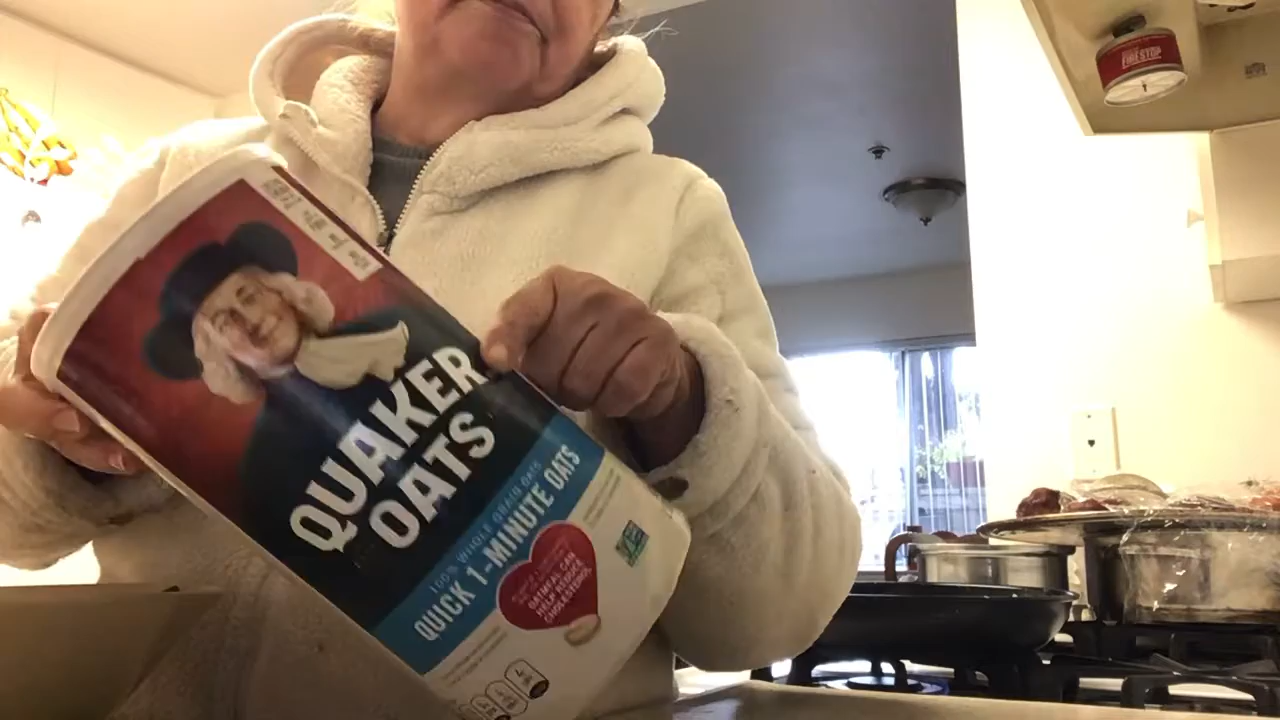 FIRESTOP
QUAKER
OATS
100% WHOLE GRAIN OATS
QUICK 1-MINUTE OATS
OATMEAL CAN
HELP REDUCE
CHOLESTEROL